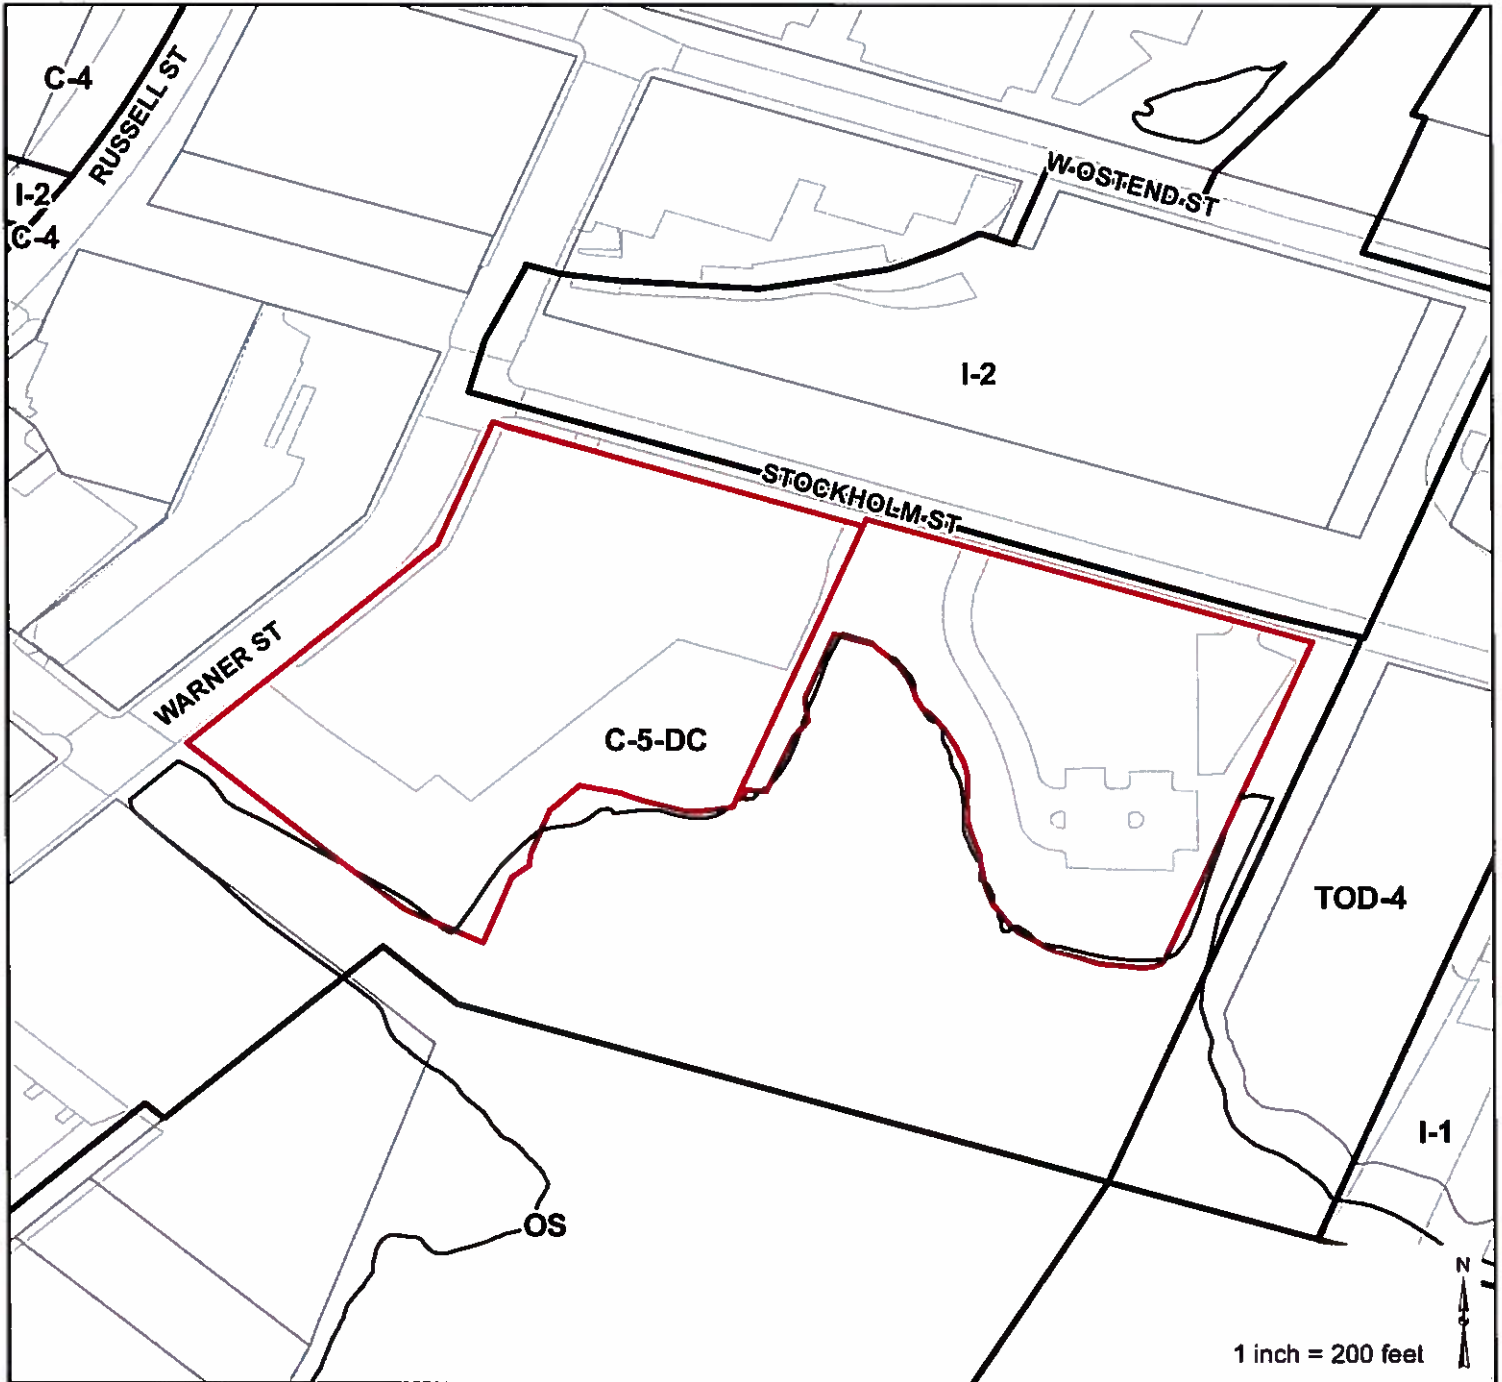 C-4
RUSSELL ST
I-2
C-4
W OSTEND ST
I-2
STOCKHOLM ST
WARNER ST
C-5-DC
TOD-4
I-1
OS
N
1 inch = 200 feet